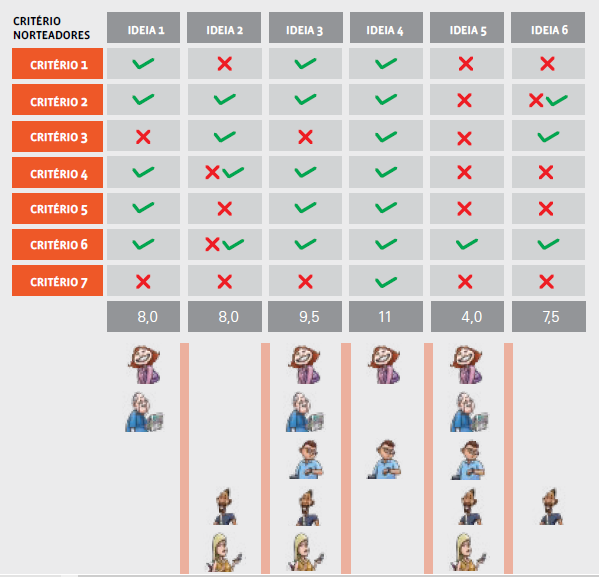 CRITÉRIO
NORTEADORES
IDEIA 1 IDEIA 2 IDEIA 3 IDEIA 4 IDEIA 5 IDEIA 6
CRITÉRIO 1
CRITÉRIO 2
CRITÉRIO 3
CRITÉRIO 4
CRITÉRIO 5
CRITÉRIO 6
CRITÉRIO 7
8,0 8,0 9,5 11 4,0 7,5